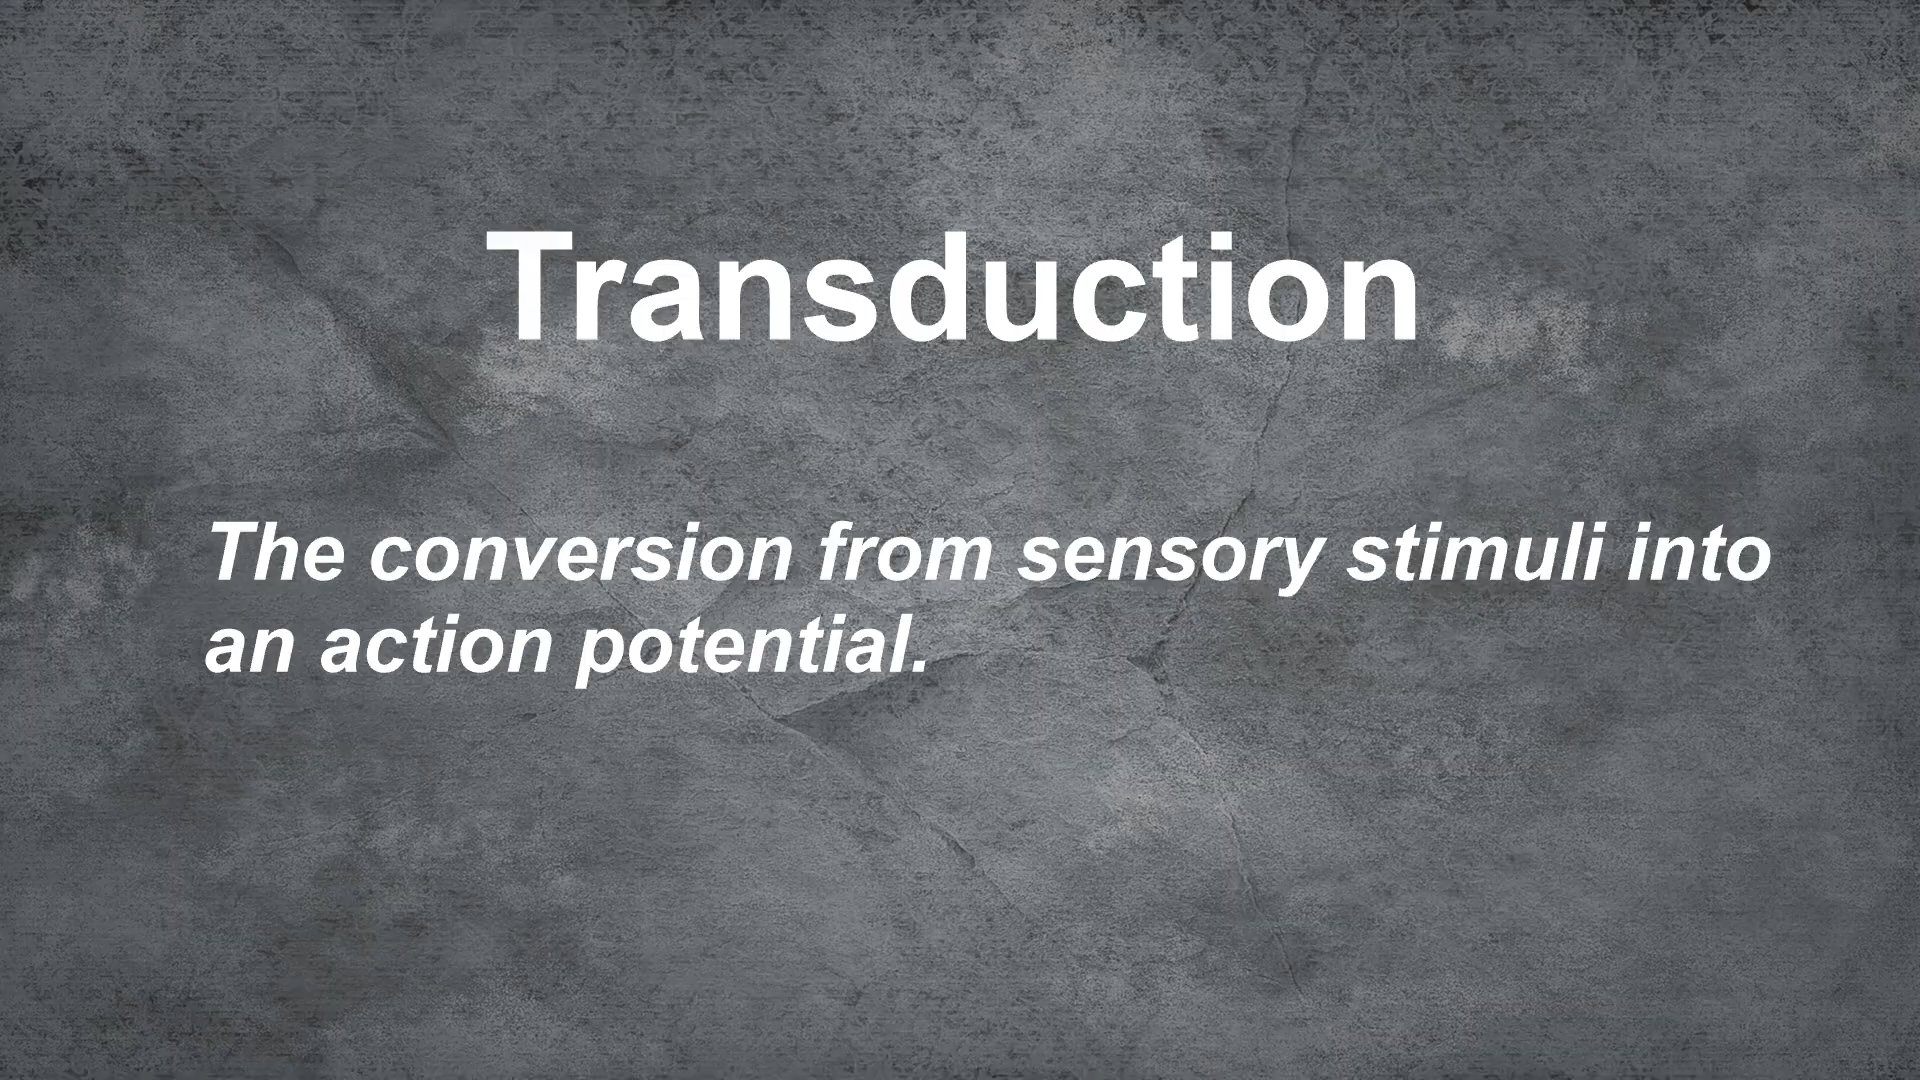 Transduction
The conversion from sensory stimuli into
an action potential.